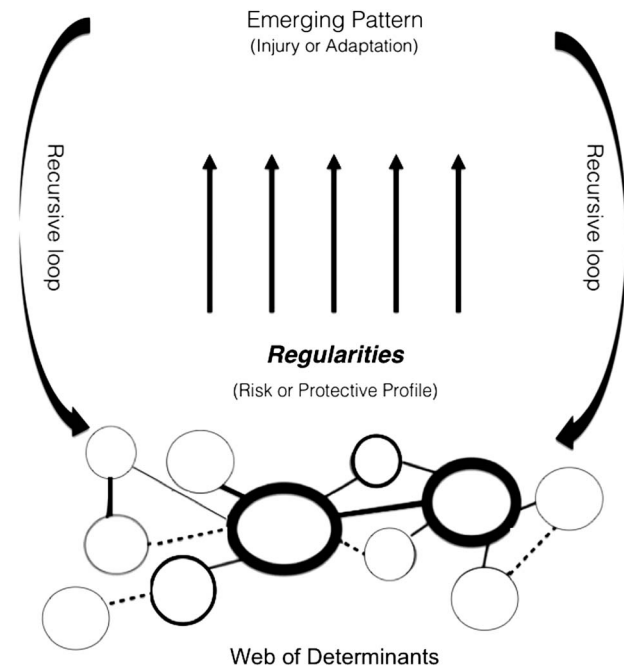 Emerging Pattern
(Injury or Adaptation)
Recursive loop
Recursive loop
Regularities
(Risk or Protective Profile)
Web of Determinants